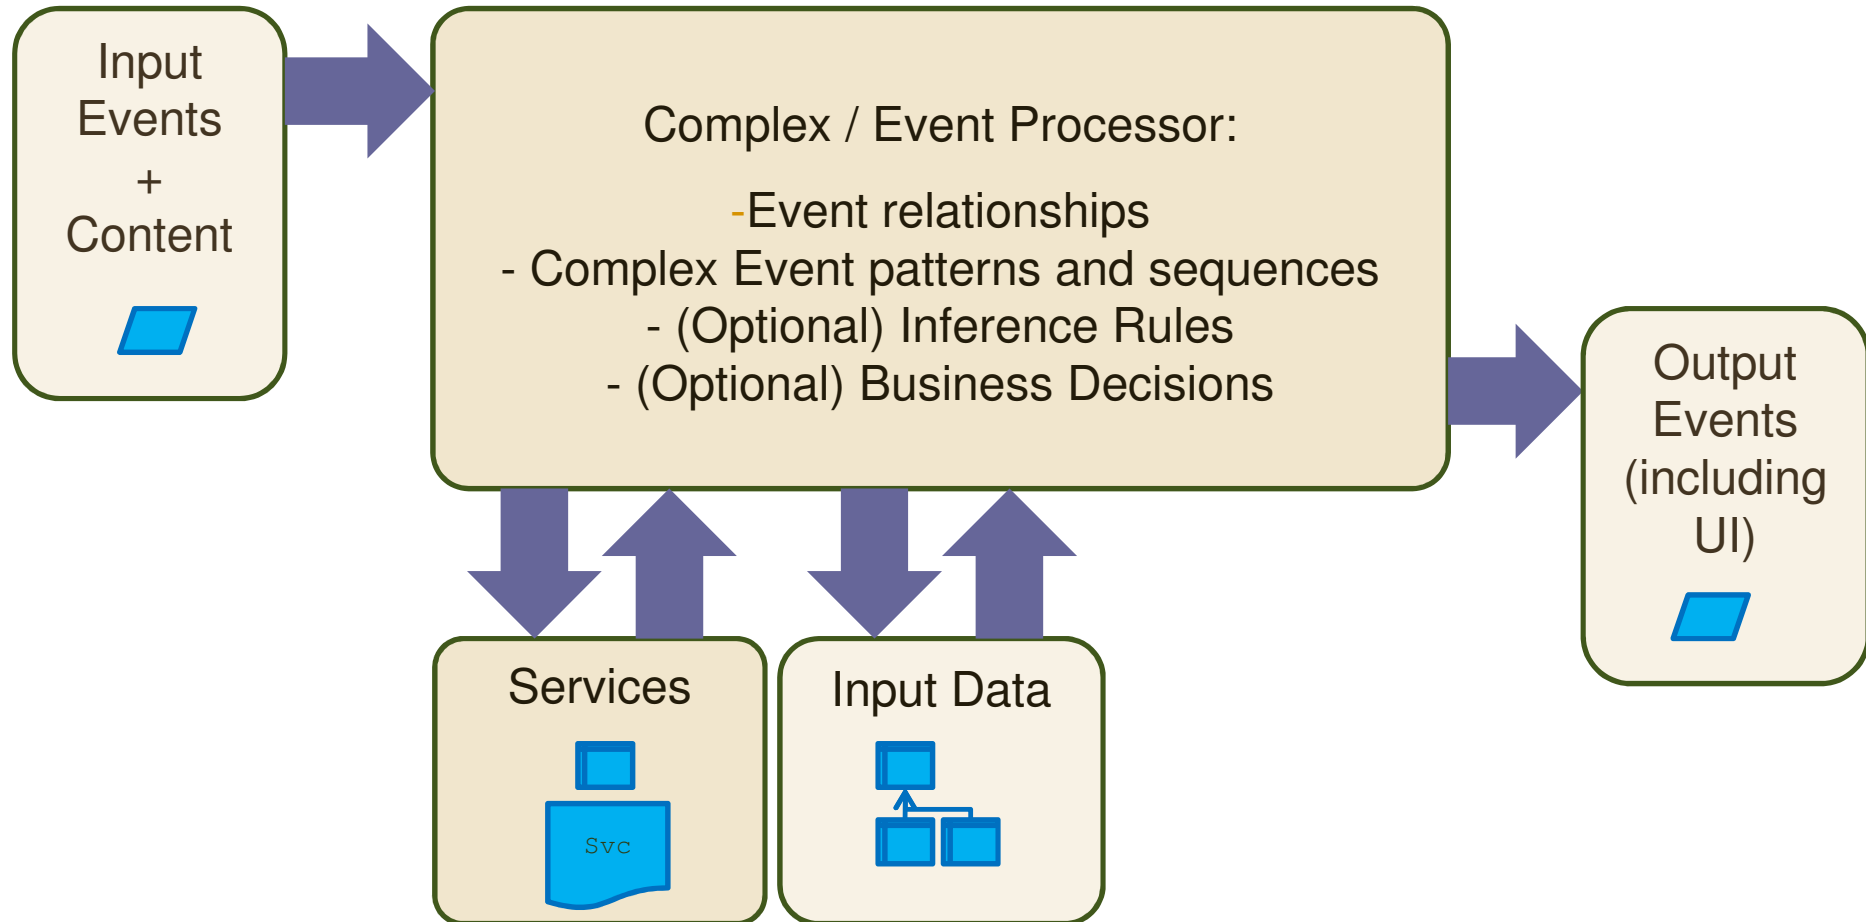 Input
Events
+
Content
Complex / Event Processor:
-Event relationships
- Complex Event patterns and sequences
- (Optional) Inference Rules
- (Optional) Business Decisions
Output
Events
(including
UI)
Services
Svc
Input Data